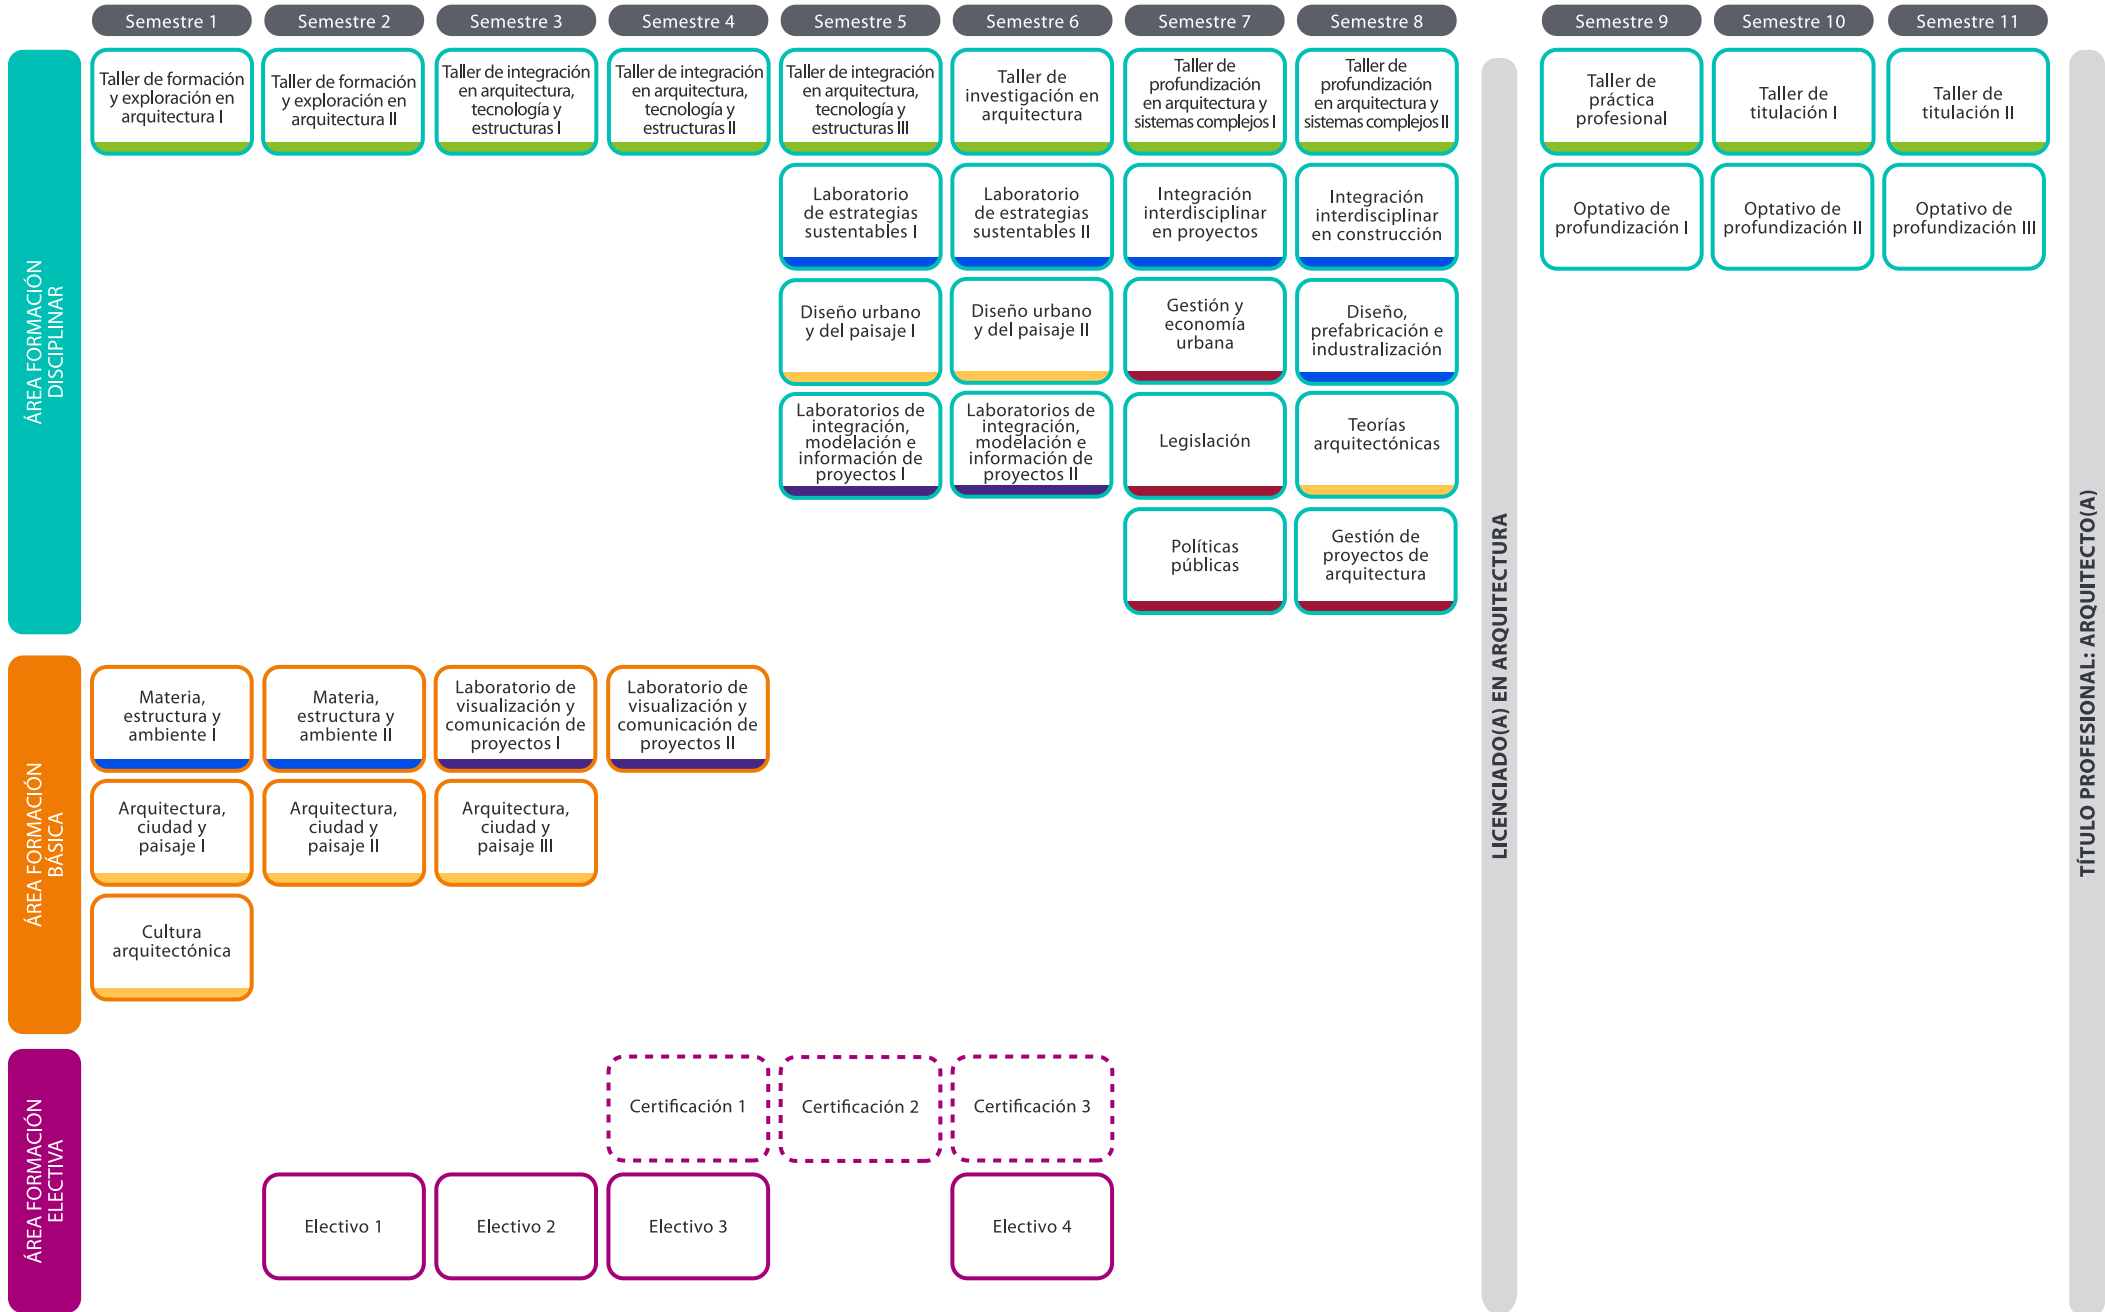 Semestre 1
Semestre 2
Semestre 3
Semestre 4
Semestre 5
Semestre 6
Semestre 7
Semestre 8
Semestre 9
Semestre 10
Semestre 11
ÁREA FORMACIÓN
DISCIPLINAR
Taller de formación
y exploración en
arquitectura I
Taller de formación
y exploración en
arquitectura II
Taller de integración
en arquitectura,
tecnología y
estructuras I
Taller de integración
en arquitectura,
tecnología y
estructuras II
Taller de integración
en arquitectura,
tecnología y
estructuras III
Taller de
investigación en
arquitectura
Taller de
profundización
en arquitectura y
sistemas complejos I
Taller de
profundización
en arquitectura y
sistemas complejos II
Taller de
práctica
profesional
Taller de
titulación I
Taller de
titulación II
Laboratorio
de estrategias
sustentables I
Laboratorio
de estrategias
sustentables II
Integración
interdisciplinar
en proyectos
Integración
interdisciplinar
en construcción
Optativo de
profundización I
Optativo de
profundización II
Optativo de
profundización III
Diseño urbano
y del paisaje I
Diseño urbano
y del paisaje II
Gestión y
economía
urbana
Diseño,
prefabricación e
industralización
Laboratorios de
integración,
modelación e
información de
proyectos I
Laboratorios de
integración,
modelación e
información de
proyectos II
Legislación
Teorías
arquitectónicas
Políticas
públicas
Gestión de
proyectos de
arquitectura
LICENCIADO(A) EN ARQUITECTURA
TÍTULO PROFESIONAL: ARQUITECTO(A)
ÁREA FORMACIÓN
BÁSICA
Materia,
estructura y
ambiente I
Materia,
estructura y
ambiente II
Laboratorio de
visualización y
comunicación de
proyectos I
Laboratorio de
visualización y
comunicación de
proyectos II
Arquitectura,
ciudad y
paisaje I
Arquitectura,
ciudad y
paisaje II
Arquitectura,
ciudad y
paisaje III
Cultura
arquitectónica
ÁREA FORMACIÓN
ELECTIVA
Certificación 1
Certificación 2
Certificación 3
Electivo 1
Electivo 2
Electivo 3
Electivo 4